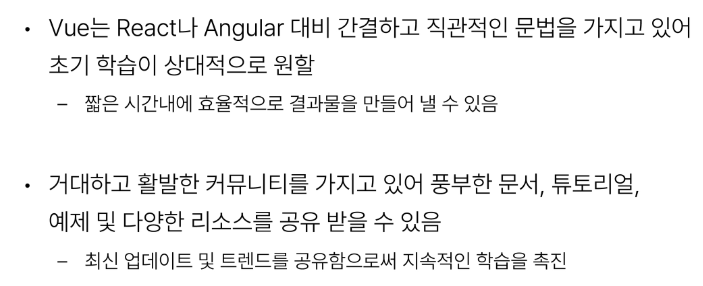 • Vue는 React나 Angular 대비 간결하고 직관적인 문법을 가지고 있어
초기 학습이 상대적으로 원할
– 짧은 시간내에 효율적으로 결과물을 만들어 낼 수 있음
• 거대하고 활발한 커뮤니티를 가지고 있어 풍부한 문서, 튜토리얼,
예제 및 다양한 리소스를 공유 받을 수 있음
– 최신 업데이트 및 트렌드를 공유함으로써 지속적인 학습을 촉진